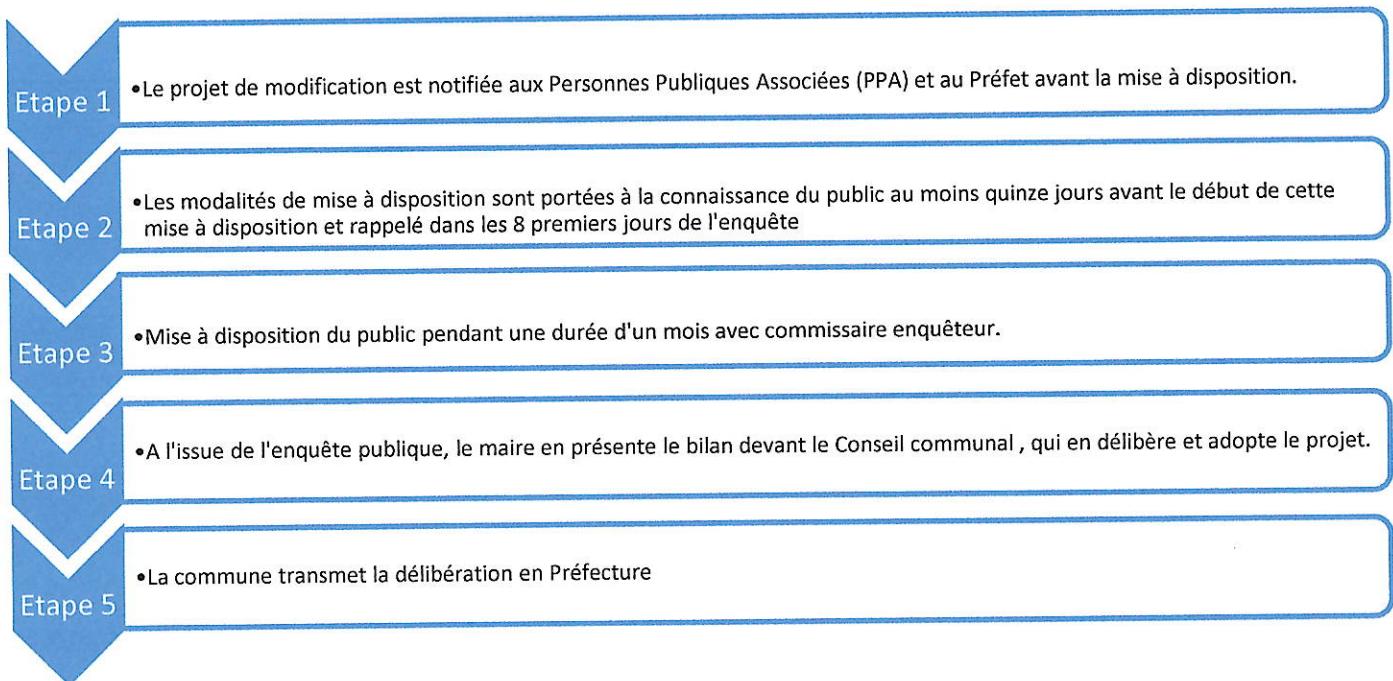 Etape 1
•Le projet de modification est notifiée aux Personnes Publiques Associées (PPA) et au Préfet avant la mise à disposition.
Etape 2
•Les modalités de mise à disposition sont portées à la connaissance du public au moins quinze jours avant le début de cette
mise à disposition et rappelé dans les 8 premiers jours de l'enquête
Etape 3
•Mise à disposition du public pendant une durée d'un mois avec commissaire enquêteur.
Etape 4
•A l'issue de l'enquête publique, le maire en présente le bilan devant le Conseil communal , qui en délibère et adopte le projet.
Etape 5
•La commune transmet la délibération en Préfecture